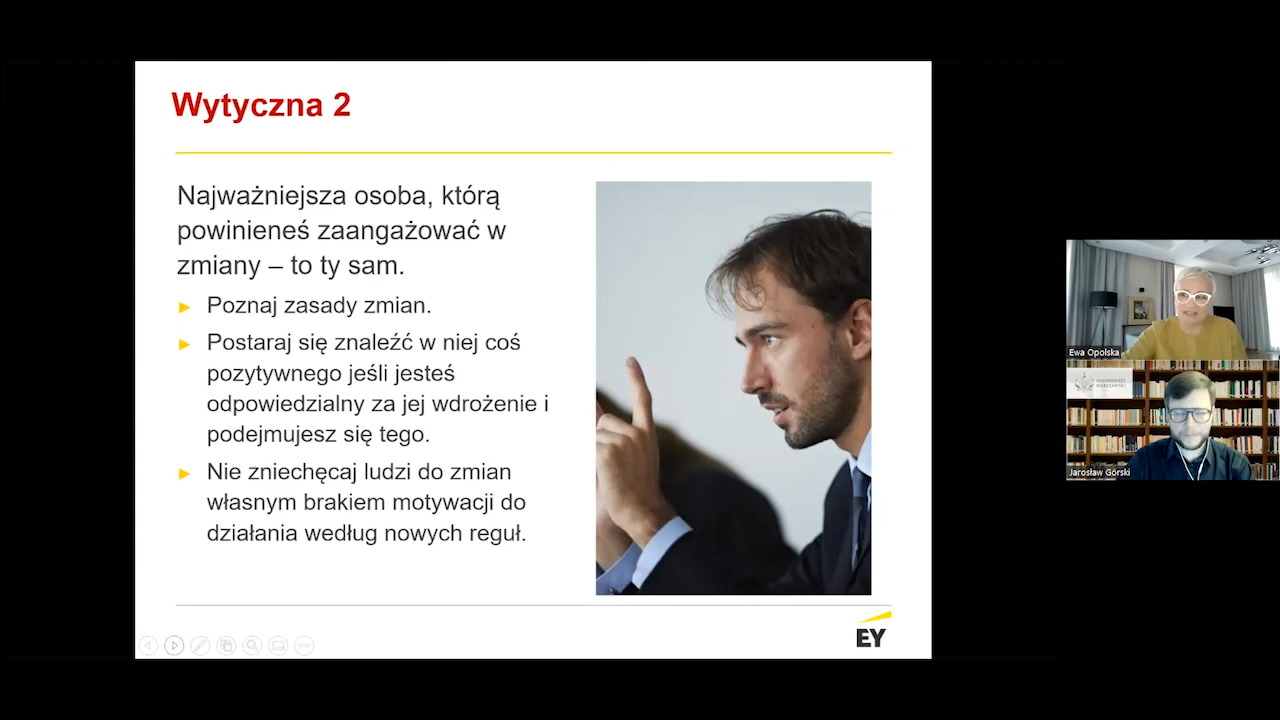 Wytyczna 2
Najważniejsza osoba, którą
powinieneś zaangażować w
zmiany – to ty sam.
► Poznaj zasady zmian.
► Postaraj się znaleźć w niej coś
pozytywnego jeśli jesteś
odpowiedzialny za jej wdrożenie i
podejmujesz się tego.
► Nie zniechęcaj ludzi do zmian
własnym brakiem motywacji do
działania według nowych reguł.
EY
Ewa Opolska
UNIWERSYTET
WARSZAWSKI
Jarosław Górski